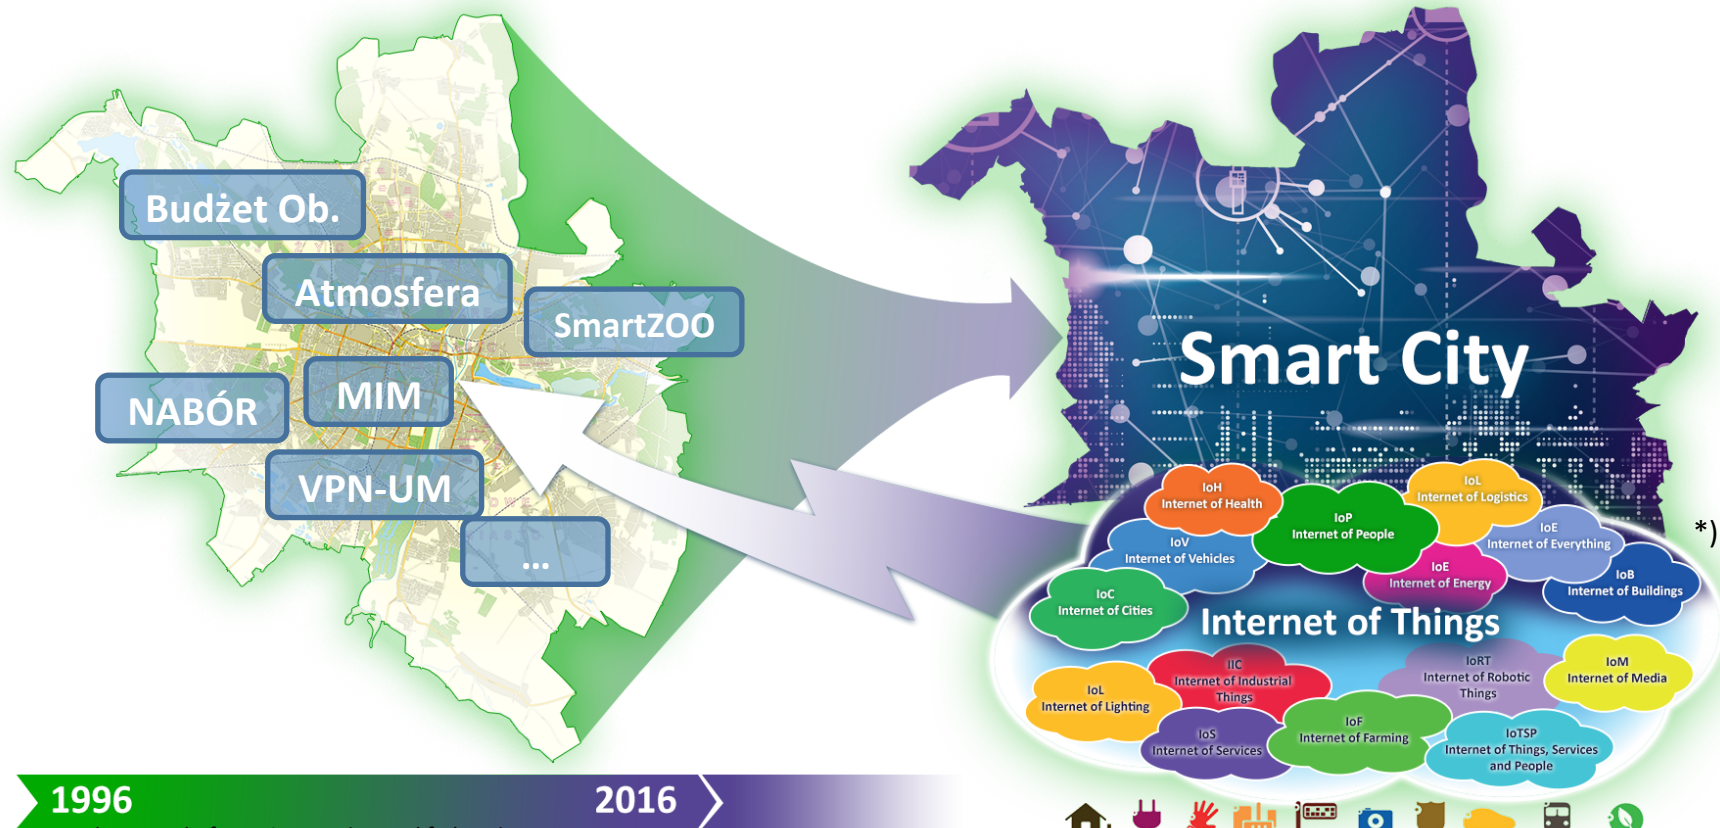 Budżet Ob.
Atmosfera
SmartZOO
NABÓR
MIM
VPN-UM
...
Smart City
IoH
Internet of Health
IoP
Internet of People
IoL
Internet of Logistics
IoV
Internet of Vehicles
IoE
Internet of Everything
*)
IoE
Internet of Energy
IoB
Internet of Buildings
IoC
Internet of Cities
Internet of Things
IoL
Internet of Lighting
IIC
Internet of Industrial
Things
IoRT
Internet of Robotic
Things
IoM
Internet of Media
IoS
Internet of Services
IoF
Internet of Farming
IoTSP
Internet of Things, Services
and People
1996
2016